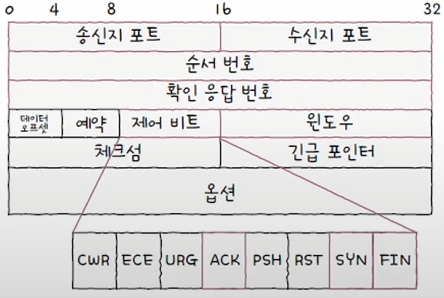 0 4 8 16 32
송신지 포트 수신지 포트
순서 번호
확인 응답 번호
데이터 오프셋 예약 제어 비트 윈도우
체크섬 긴급 포인터
옵션
CWR ECE URG ACK PSH RST SYN FIN